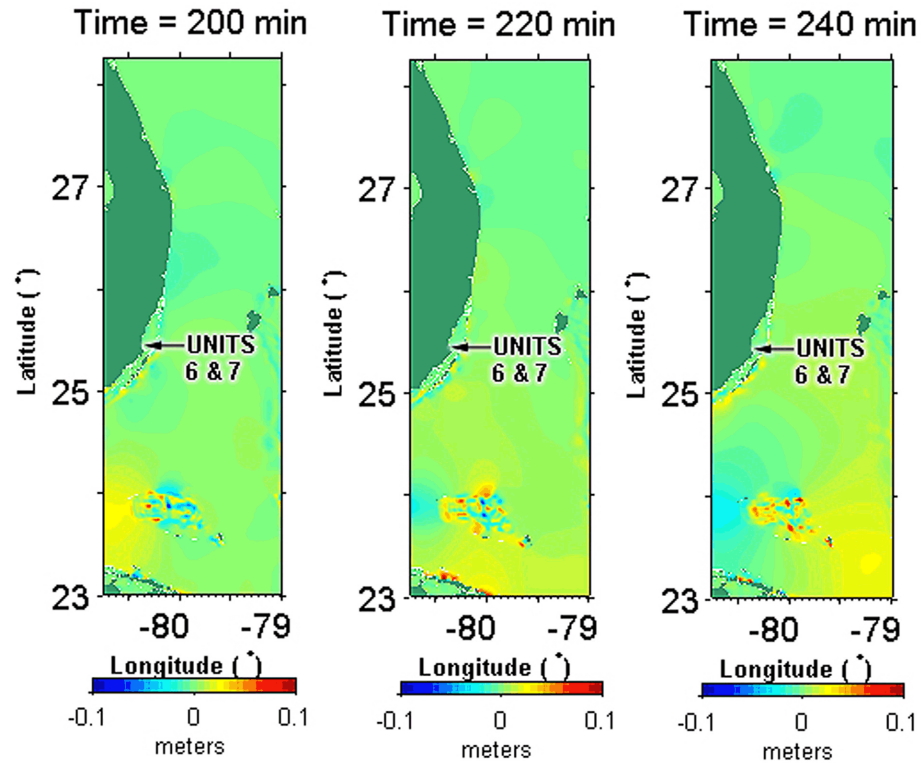 Time = 200 min
Time = 220 min
Time = 240 min
27
27
27
Latitude (°)
Latitude (°)
Latitude (°)
UNITS
6 & 7
UNITS
6 & 7
UNITS
6 & 7
25
25
25
23
23
23
-80 -79
-80 -79
-80 -79
Longitude (°)
Longitude (°)
Longitude (°)
-0.1 0 0.1
-0.1 0 0.1
-0.1 0 0.1
meters
meters
meters